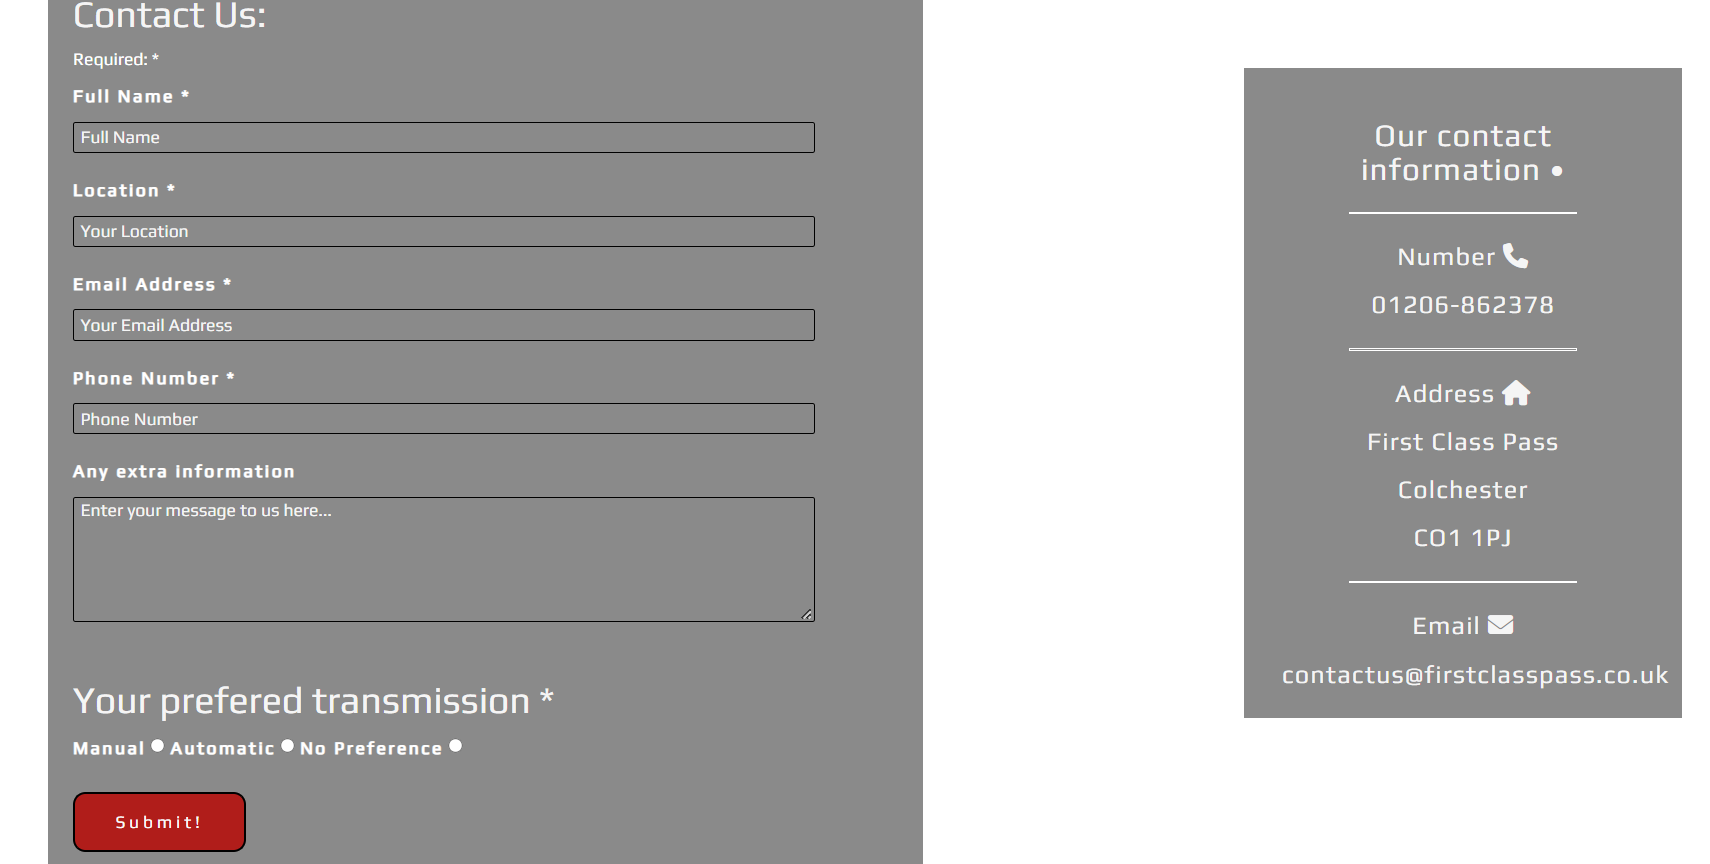 Contact Us:
Required: *
Full Name *
Full Name
Location *
Your Location
Email Address *
Your Email Address
Phone Number *
Phone Number
Any extra information
Enter your message to us here...
Your prefered transmission *
Manual Automatic No Preference
Submit!
Our contact
information •
Number
01206-862378
Address
First Class Pass
Colchester
CO1 1PJ
Email
contactus@firstclasspass.co.uk